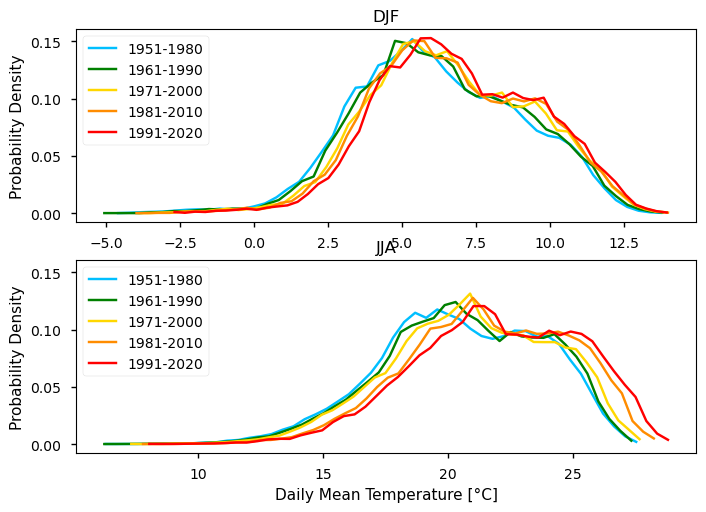 DJF
0.15
0.10
0.05
0.00
Probability Density
1951-1980
1961-1990
1971-2000
1981-2010
1991-2020
−5.0 −2.5 0.0 2.5 5.0 7.5 10.0 12.5
JJA
0.15
0.10
0.05
0.00
Probability Density
1951-1980
1961-1990
1971-2000
1981-2010
1991-2020
10 15 20 25
Daily Mean Temperature [°C]